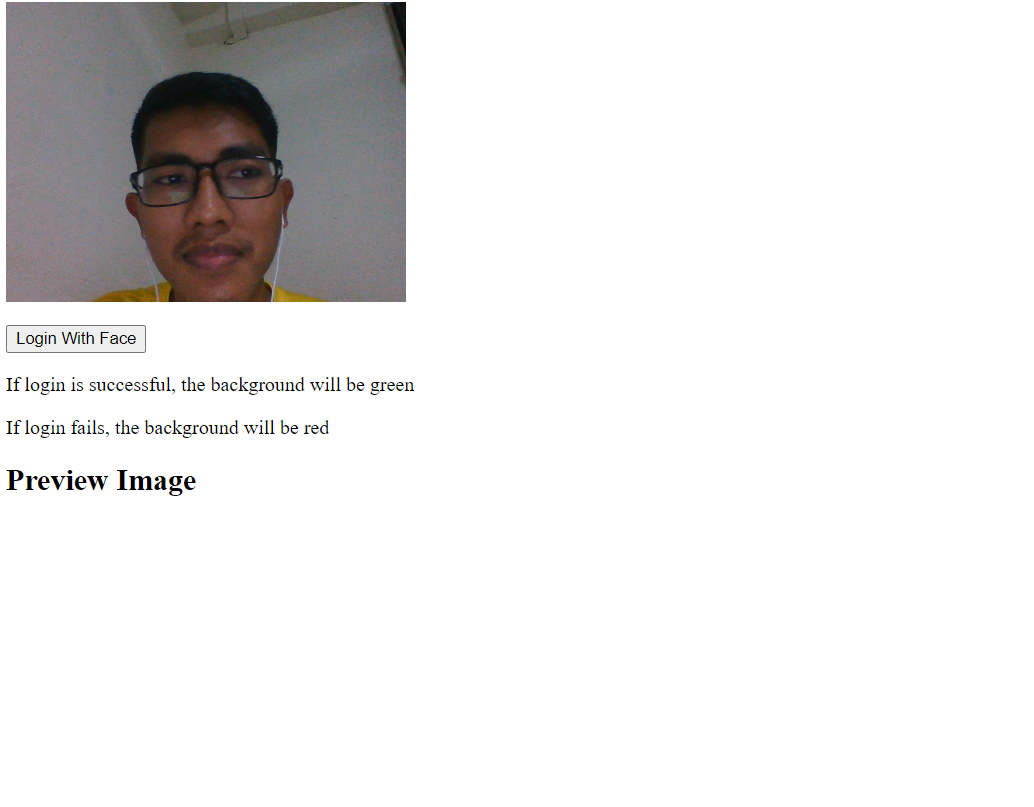 Login With Face
If login is successful, the background will be green
If login fails, the background will be red
Preview Image